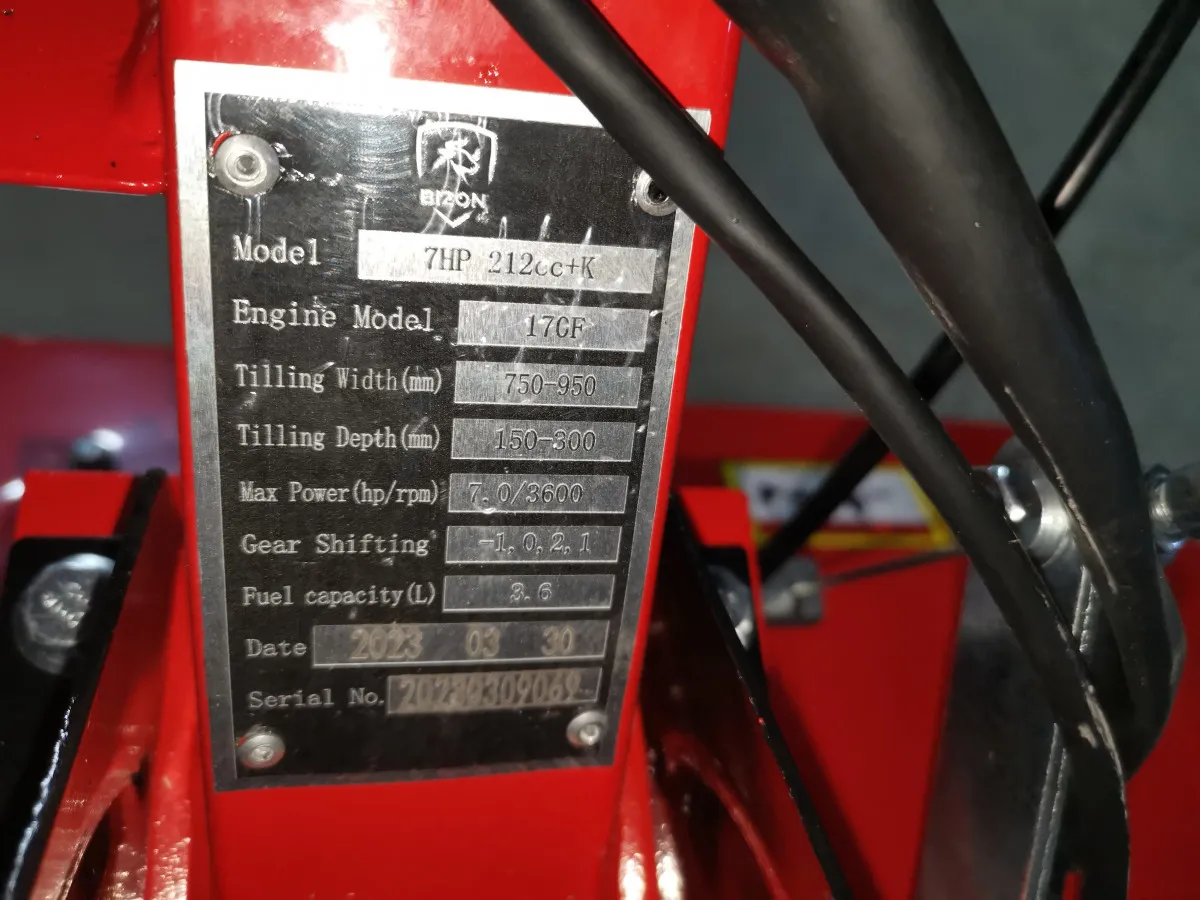 BIZON
Model 7HP 212cc+K
Engine Model 170F
Tilling Width(mm) 750-950
Tilling Depth(mm) 150-300
Max Power(hp/rpm) 7.0/3600
Gear Shifting -1,0,2,1
Fuel capacity(L) 3.6
Date 2023 03 30
Serial No.